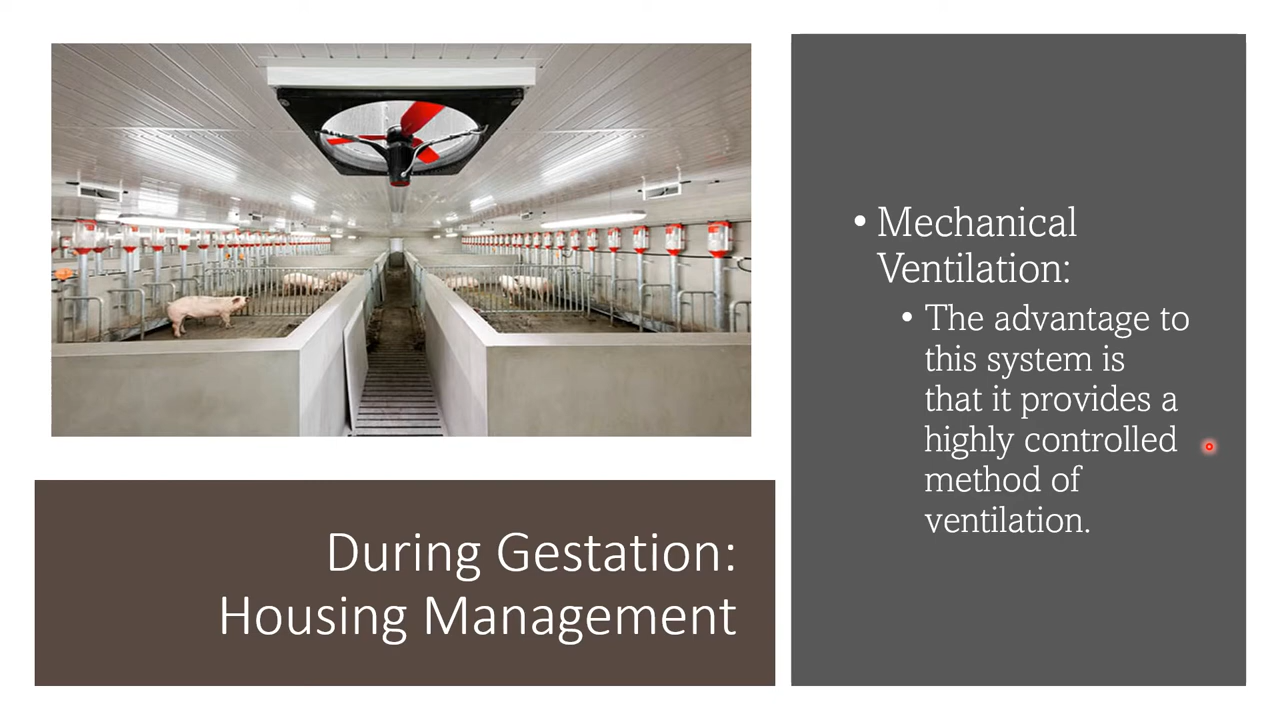 • Mechanical
Ventilation:
• The advantage to
this system is
that it provides a
highly controlled
method of
ventilation.
During Gestation:
Housing Management